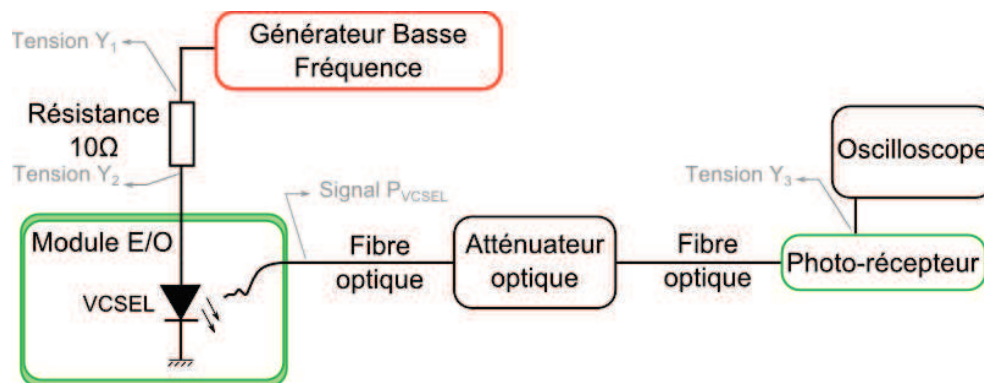 Tension Y1
Générateur Basse
Fréquence
Résistance
10Ω
Tension Y2
Oscilloscope
Tension Y3
Signal PVCSEL
Module E/O
Fibre
optique
Atténuateur
optique
Fibre
optique
Photo-récepteur
VCSEL